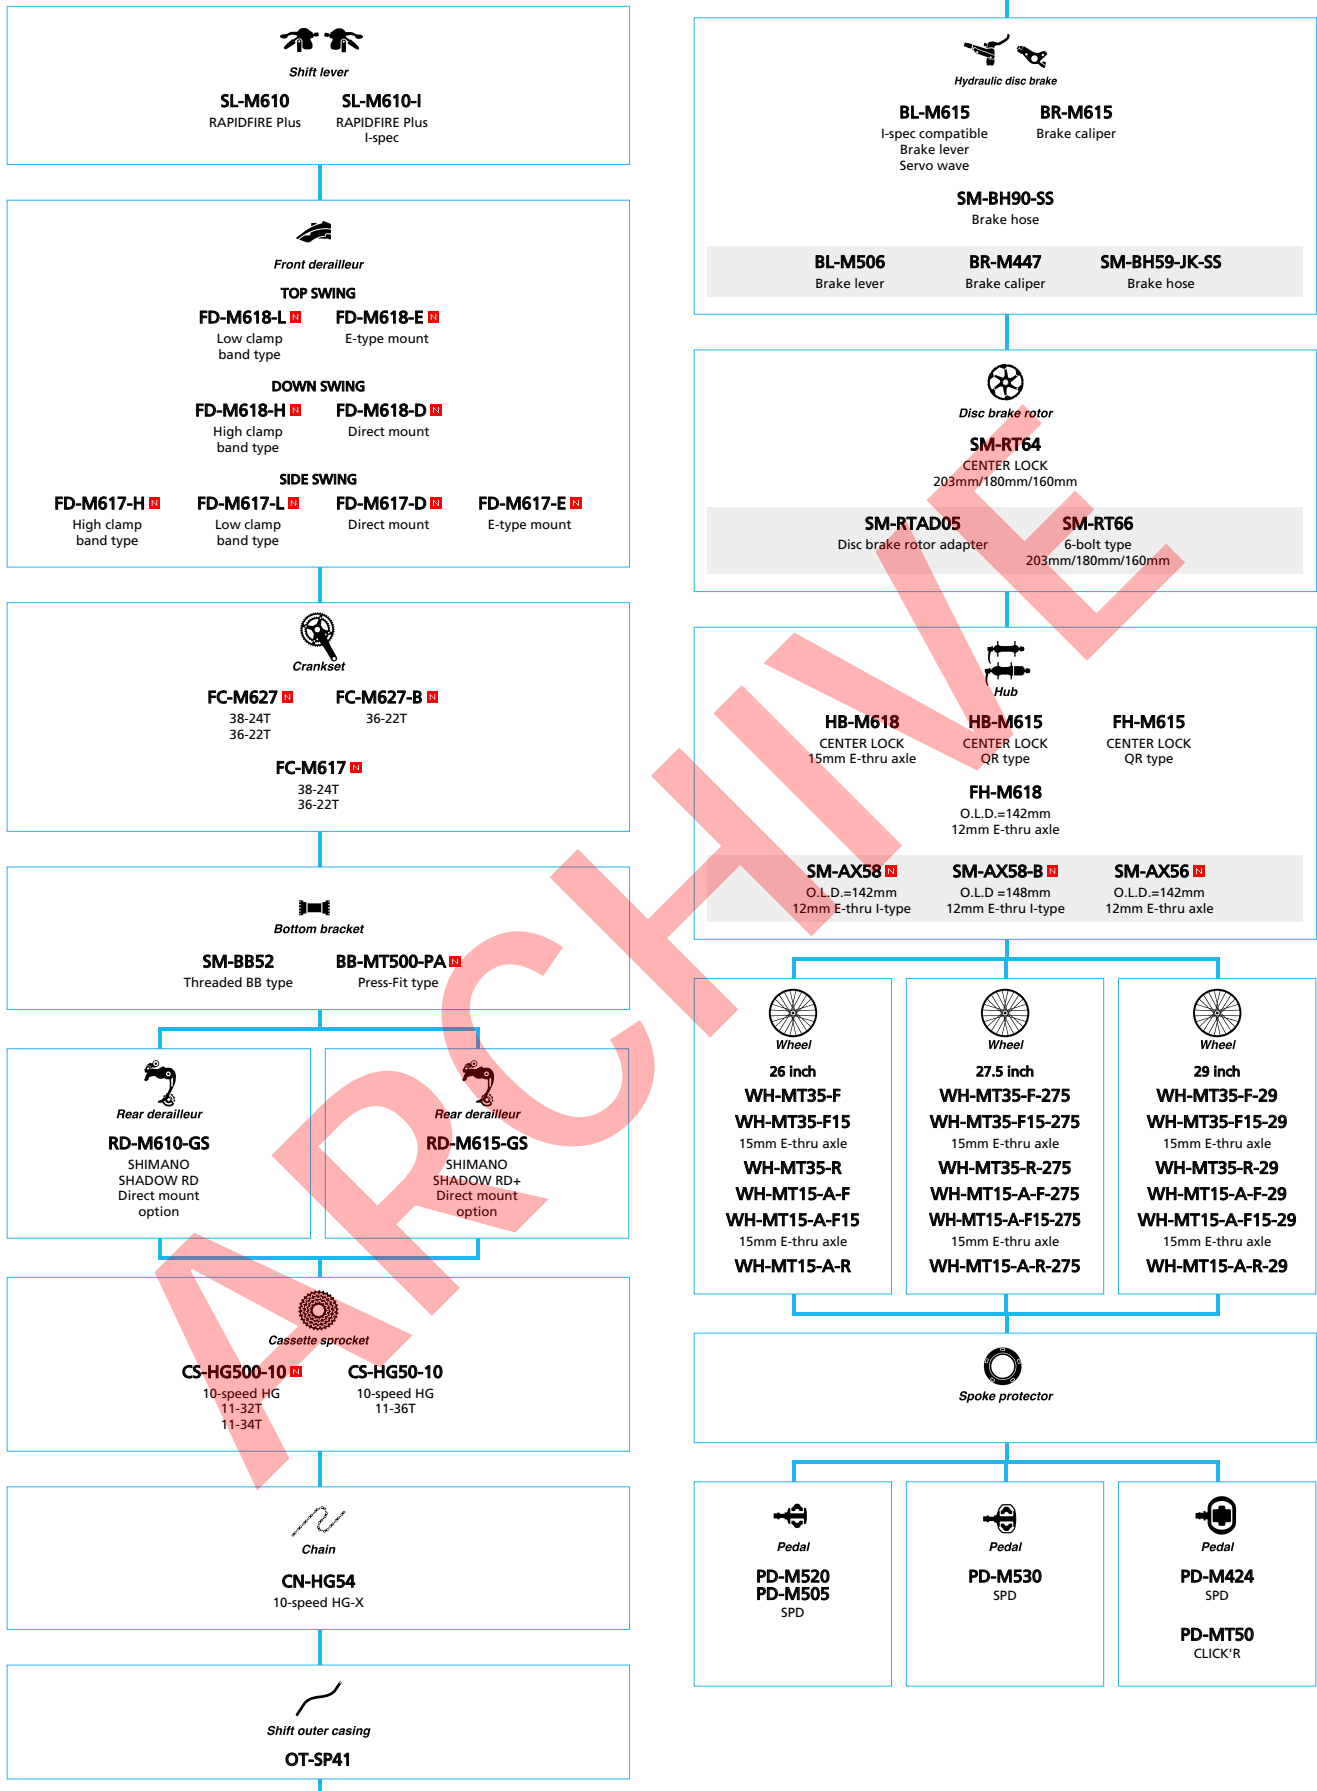 Shift lever
SL-M610 SL-M610-I
RAPIDFIRE Plus RAPIDFIRE Plus
I-spec
Front derailleur
TOP SWING
FD-M618-L N FD-M618-E N
Low clamp E-type mount
band type
DOWN SWING
FD-M618-H N FD-M618-D N
High clamp Direct mount
band type
SIDE SWING
FD-M617-H N FD-M617-L N FD-M617-D N FD-M617-E N
High clamp Low clamp Direct mount E-type mount
band type band type
Crankset
FC-M627 N FC-M627-B N
38-24T 36-22T
36-22T
FC-M617 N
38-24T
36-22T
Bottom bracket
SM-BB52 BB-MT500-PA N
Threaded BB type Press-Fit type
Rear derailleur
RD-M610-GS
SHIMANO
SHADOW RD
Direct mount
option
Rear derailleur
RD-M615-GS
SHIMANO
SHADOW RD+
Direct mount
option
Cassette sprocket
CS-HG500-10 N CS-HG50-10
10-speed HG 10-speed HG
11-32T 11-36T
11-34T
Chain
CN-HG54
10-speed HG-X
Shift outer casing
OT-SP41
Hydraulic disc brake
BL-M615 BR-M615
I-spec compatible Brake caliper
Brake lever
Servo wave
SM-BH90-SS
Brake hose
BL-M506 BR-M447 SM-BH59-JK-SS
Brake lever Brake caliper Brake hose
Disc brake rotor
SM-RT64
CENTER LOCK
203mm/180mm/160mm
SM-RTAD05 SM-RT66
Disc brake rotor adapter 6-bolt type
203mm/180mm/160mm
Hub
HB-M618 HB-M615 FH-M615
CENTER LOCK CENTER LOCK CENTER LOCK
15mm E-thru axle QR type QR type
FH-M618
O.L.D.=142mm
12mm E-thru axle
SM-AX58 N SM-AX58-B N SM-AX56 N
O.L.D.=142mm O.L.D =148mm O.L.D.=142mm
12mm E-thru I-type 12mm E-thru I-type 12mm E-thru axle
Wheel
26 inch
WH-MT35-F
WH-MT35-F15
15mm E-thru axle
WH-MT35-R
WH-MT15-A-F
WH-MT15-A-F15
15mm E-thru axle
WH-MT15-A-R
Wheel
27.5 inch
WH-MT35-F-275
WH-MT35-F15-275
15mm E-thru axle
WH-MT35-R-275
WH-MT15-A-F-275
WH-MT15-A-F15-275
15mm E-thru axle
WH-MT15-A-R-275
Wheel
29 inch
WH-MT35-F-29
WH-MT35-F15-29
15mm E-thru axle
WH-MT35-R-29
WH-MT15-A-F-29
WH-MT15-A-F15-29
15mm E-thru axle
WH-MT15-A-R-29
Spoke protector
Pedal
PD-M520
PD-M505
SPD
Pedal
PD-M530
SPD
Pedal
PD-M424
SPD
PD-MT50
CLICK'R
ARCHIVE